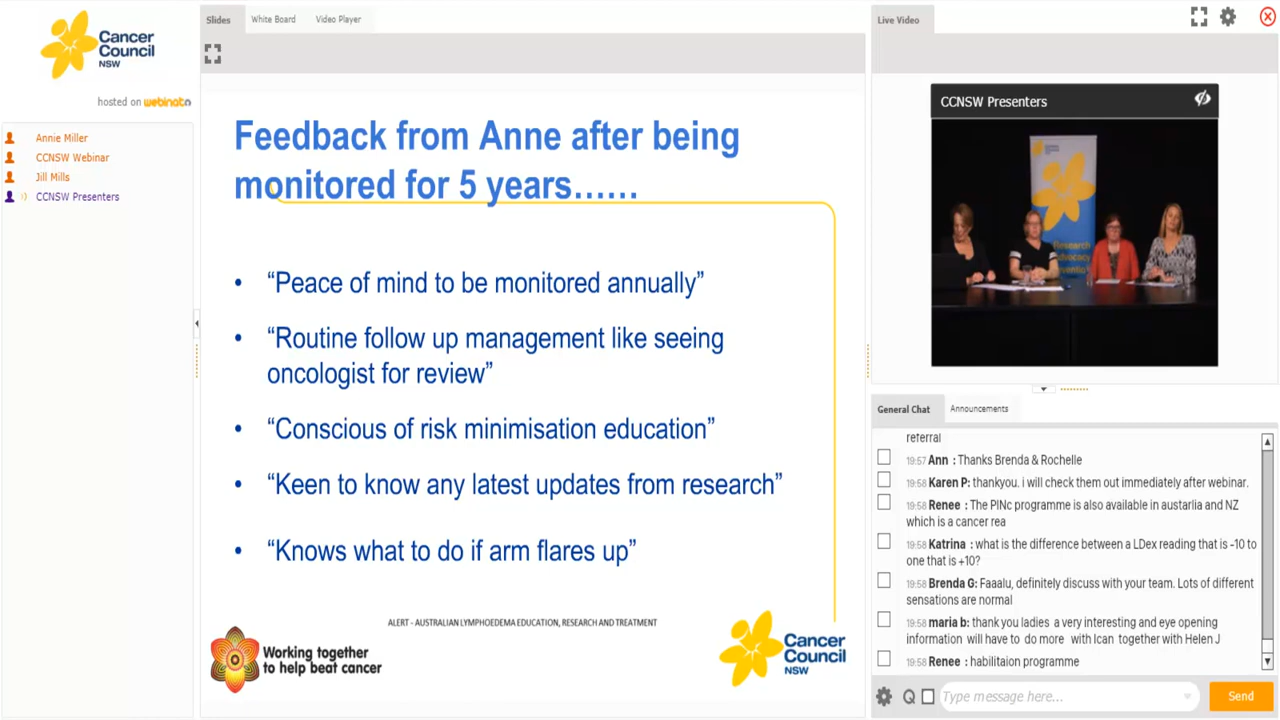 Cancer
Council
NSW
hosted on webinato
Annie Miller
CCNSW Webinar
Jill Mills
CCNSW Presenters
Slides
White Board
Video Player
Feedback from Anne after being
monitored for 5 years……
• “Peace of mind to be monitored annually”
• “Routine follow up management like seeing
oncologist for review”
• “Conscious of risk minimisation education”
• “Keen to know any latest updates from research”
• “Knows what to do if arm flares up”
ALERT - AUSTRALIAN LYMPHOEDEMA EDUCATION, RESEARCH AND TREATMENT
Working together
to help beat cancer
Cancer
Council
NSW
Live Video
CCNSW Presenters
Research
General Chat
Announcements
referral
19:57 Ann : Thanks Brenda & Rochelle
19:58 Karen P: thankyou. i will check them out immediately after webinar.
19:58 Renee : The PINc programme is also available in austarlia and NZ
which is a cancer rea
19:58 Katrina : what is the difference between a LDex reading that is -10 to
one that is +10?
19:58 Brenda G: Faaalu, definitely discuss with your team. Lots of different
sensations are normal
19:58 maria b: thank you ladies a very interesting and eye opening
information will have to do more with Ican together with Helen J
19:58 Renee : habilitaion programme
Q
Type message here...
Send